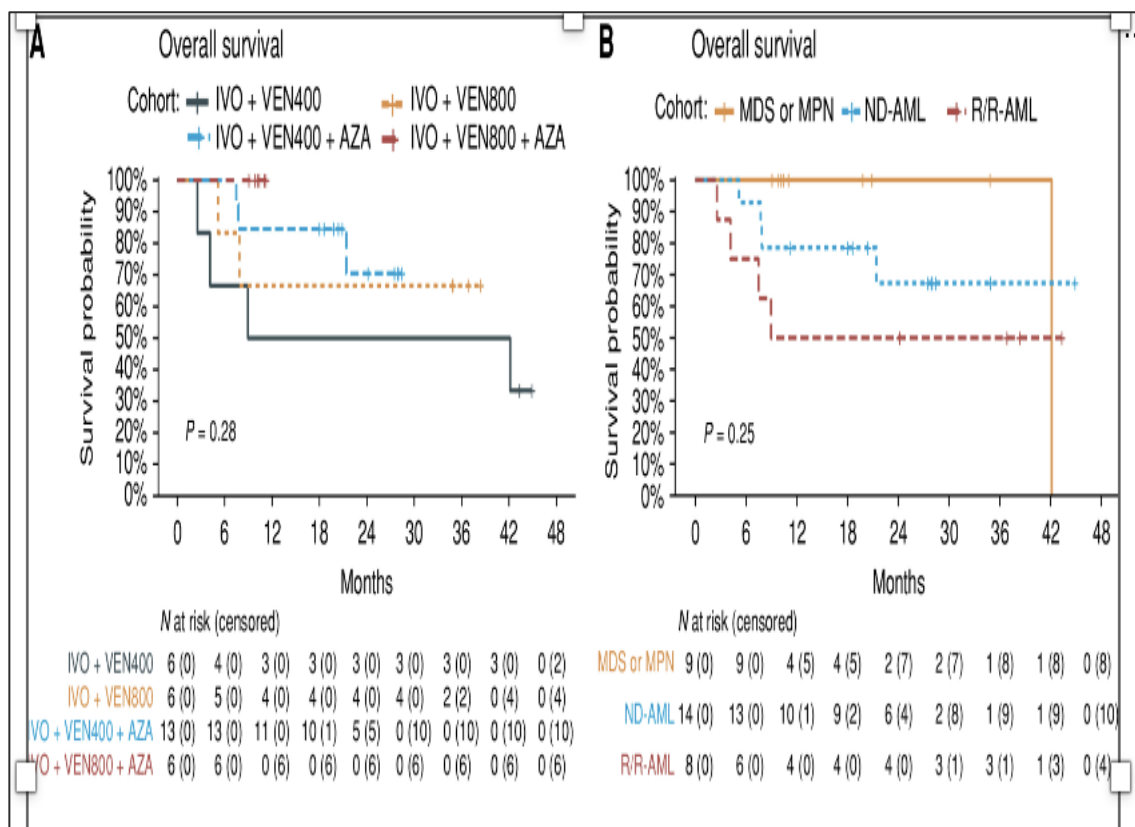 A Overall survival
Cohort: IVO + VEN400 IVO + VEN800
IVO + VEN400 + AZA IVO + VEN800 + AZA
Survival probability
100%
90%
80%
70%
60%
50%
40%
30%
20%
10%
0%
P = 0.28
0 6 12 18 24 30 36 42 48
Months
N at risk (censored)
IVO + VEN400 6 (0) 4 (0) 3 (0) 3 (0) 3 (0) 3 (0) 3 (0) 3 (0) 0 (2)
IVO + VEN800 6 (0) 5 (0) 4 (0) 4 (0) 4 (0) 4 (0) 2 (2) 0 (4) 0 (4)
VO + VEN400 + AZA 13 (0) 13 (0) 11 (0) 10 (1) 5 (5) 0 (10) 0 (10) 0 (10) 0 (10)
VO + VEN800 + AZA 6 (0) 6 (0) 0 (6) 0 (6) 0 (6) 0 (6) 0 (6) 0 (6) 0 (6)
B Overall survival
Cohort: MDS or MPN ND-AML R/R-AML
Survival probability
100%
90%
80%
70%
60%
50%
40%
30%
20%
10%
0%
P = 0.25
0 6 12 18 24 30 36 42 48
Months
N at risk (censored)
MDS or MPN 9 (0) 9 (0) 4 (5) 4 (5) 2 (7) 2 (7) 1 (8) 1 (8) 0 (8)
ND-AML 14 (0) 13 (0) 10 (1) 9 (2) 6 (4) 2 (8) 1 (9) 1 (9) 0 (10)
R/R-AML 8 (0) 6 (0) 4 (0) 4 (0) 4 (0) 3 (1) 3 (1) 1 (3) 0 (4)